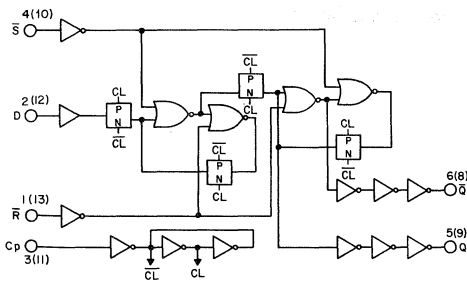 4(10)
S̅
CL
P
N
C̅L̅
2(12)
D
C̅L̅
P
N
CL
C̅L̅
P
N
CL
CL
P
N
C̅L̅
1(13)
R̅
6(8)
Q̅
5(9)
Q
Cp
3(11)
C̅L̅
CL